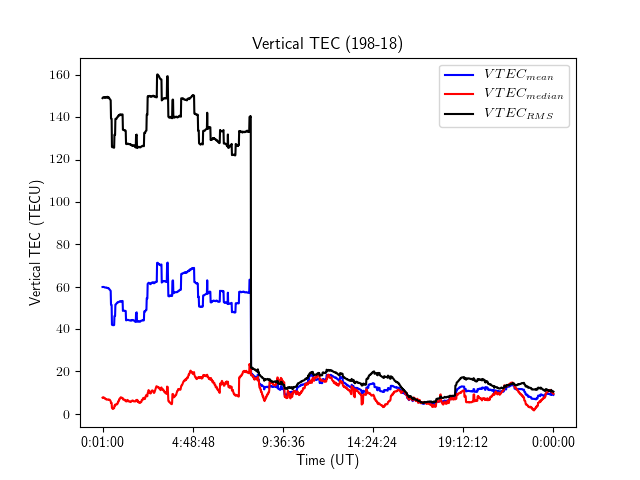 Vertical TEC (198-18)
VTEC_mean
VTEC_median
VTEC_RMS
160
140
120
100
80
60
40
20
0
Vertical TEC (TECU)
0:01:00 4:48:48 9:36:36 14:24:24 19:12:12 0:00:00
Time (UT)